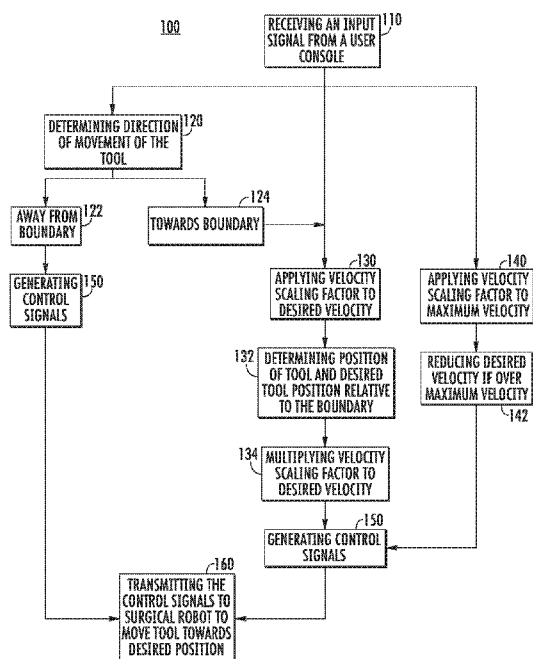 100
RECEIVING AN INPUT
SIGNAL FROM A USER
CONSOLE
110
DETERMINING DIRECTION
OF MOVEMENT OF THE
TOOL
120
AWAY FROM
BOUNDARY
122
TOWARDS BOUNDARY
124
GENERATING
CONTROL
SIGNALS
150
130
APPLYING VELOCITY
SCALING FACTOR TO
DESIRED VELOCITY
140
APPLYING VELOCITY
SCALING FACTOR TO
MAXIMUM VELOCITY
132
DETERMINING POSITION
OF TOOL AND DESIRED
TOOL POSITION RELATIVE
TO THE BOUNDARY
REDUCING DESIRED
VELOCITY IF OVER
MAXIMUM VELOCITY
142
134
MULTIPLYING VELOCITY
SCALING FACTOR TO
DESIRED VELOCITY
150
GENERATING CONTROL
SIGNALS
160
TRANSMITTING THE
CONTROL SIGNALS TO
SURGICAL ROBOT TO
MOVE TOOL TOWARDS
DESIRED POSITION